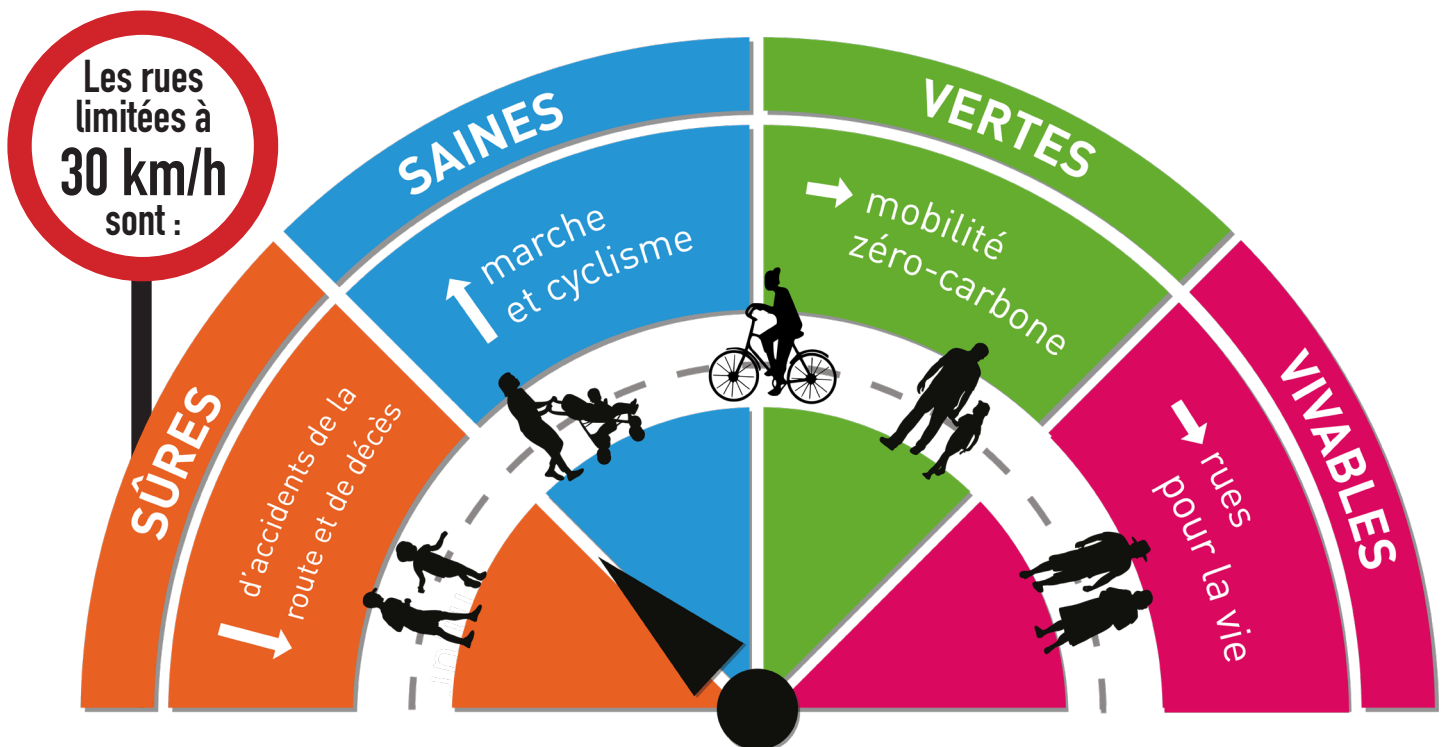 Les rues
limitées à
30 km/h
sont :
SÛRES
d'accidents de la
route et de décès
SAINES
marche
et cyclisme
VERTES
mobilité
zéro-carbone
VIVABLES
rues
pour la vie